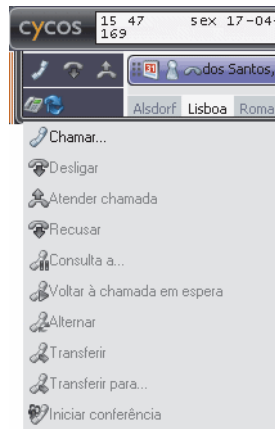 cycos 15 47 sex 17-04-
169
31 dos Santos,
Alsdorf Lisboa Roma
Chamar...
Desligar
Atender chamada
Recusar
Consulta a...
Voltar à chamada em espera
Alternar
Transferir
Transferir para...
Iniciar conferência